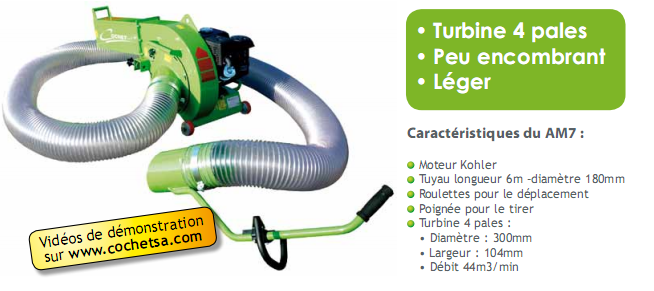 • Turbine 4 pales
• Peu encombrant
• Léger
Caractéristiques du AM7 :
Moteur Kohler
Tuyau longueur 6m -diamètre 180mm
Roulettes pour le déplacement
Poignée pour le tirer
Turbine 4 pales :
• Diamètre : 300mm
• Largeur : 104mm
• Débit 44m3/min
Vidéos de démonstration
sur www.cochetsa.com